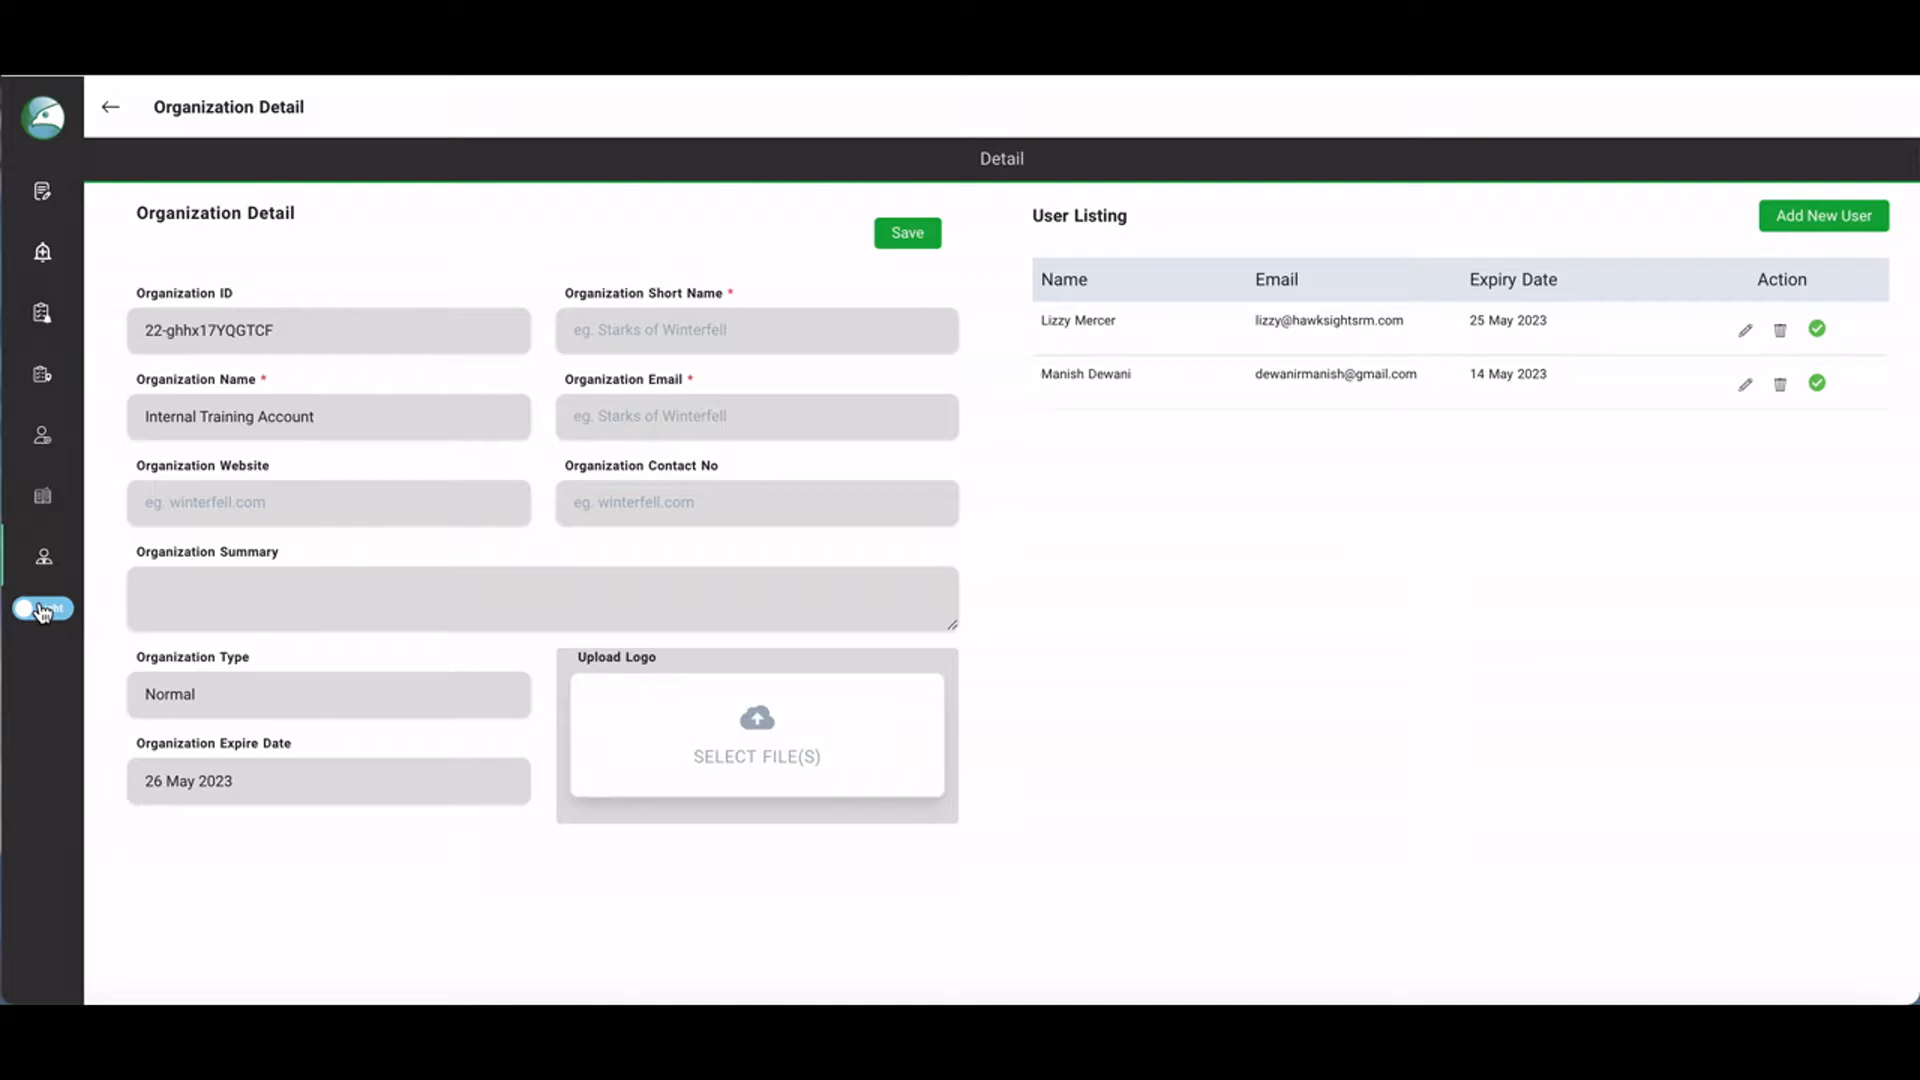 Organization Detail
Detail
Organization Detail
Save
Organization ID
Organization Short Name *
22-ghhx17YQGTCF
eg. Starks of Winterfell
Organization Name *
Organization Email *
Internal Training Account
eg. Starks of Winterfell
Organization Website
Organization Contact No
eg. winterfell.com
eg. winterfell.com
Organization Summary
Organization Type
Upload Logo
Normal
SELECT FILE(S)
Organization Expire Date
26 May 2023
User Listing
Add New User
Name Email Expiry Date Action
Lizzy Mercer lizzy@hawksightsrm.com 25 May 2023
Manish Dewani dewanirmanish@gmail.com 14 May 2023